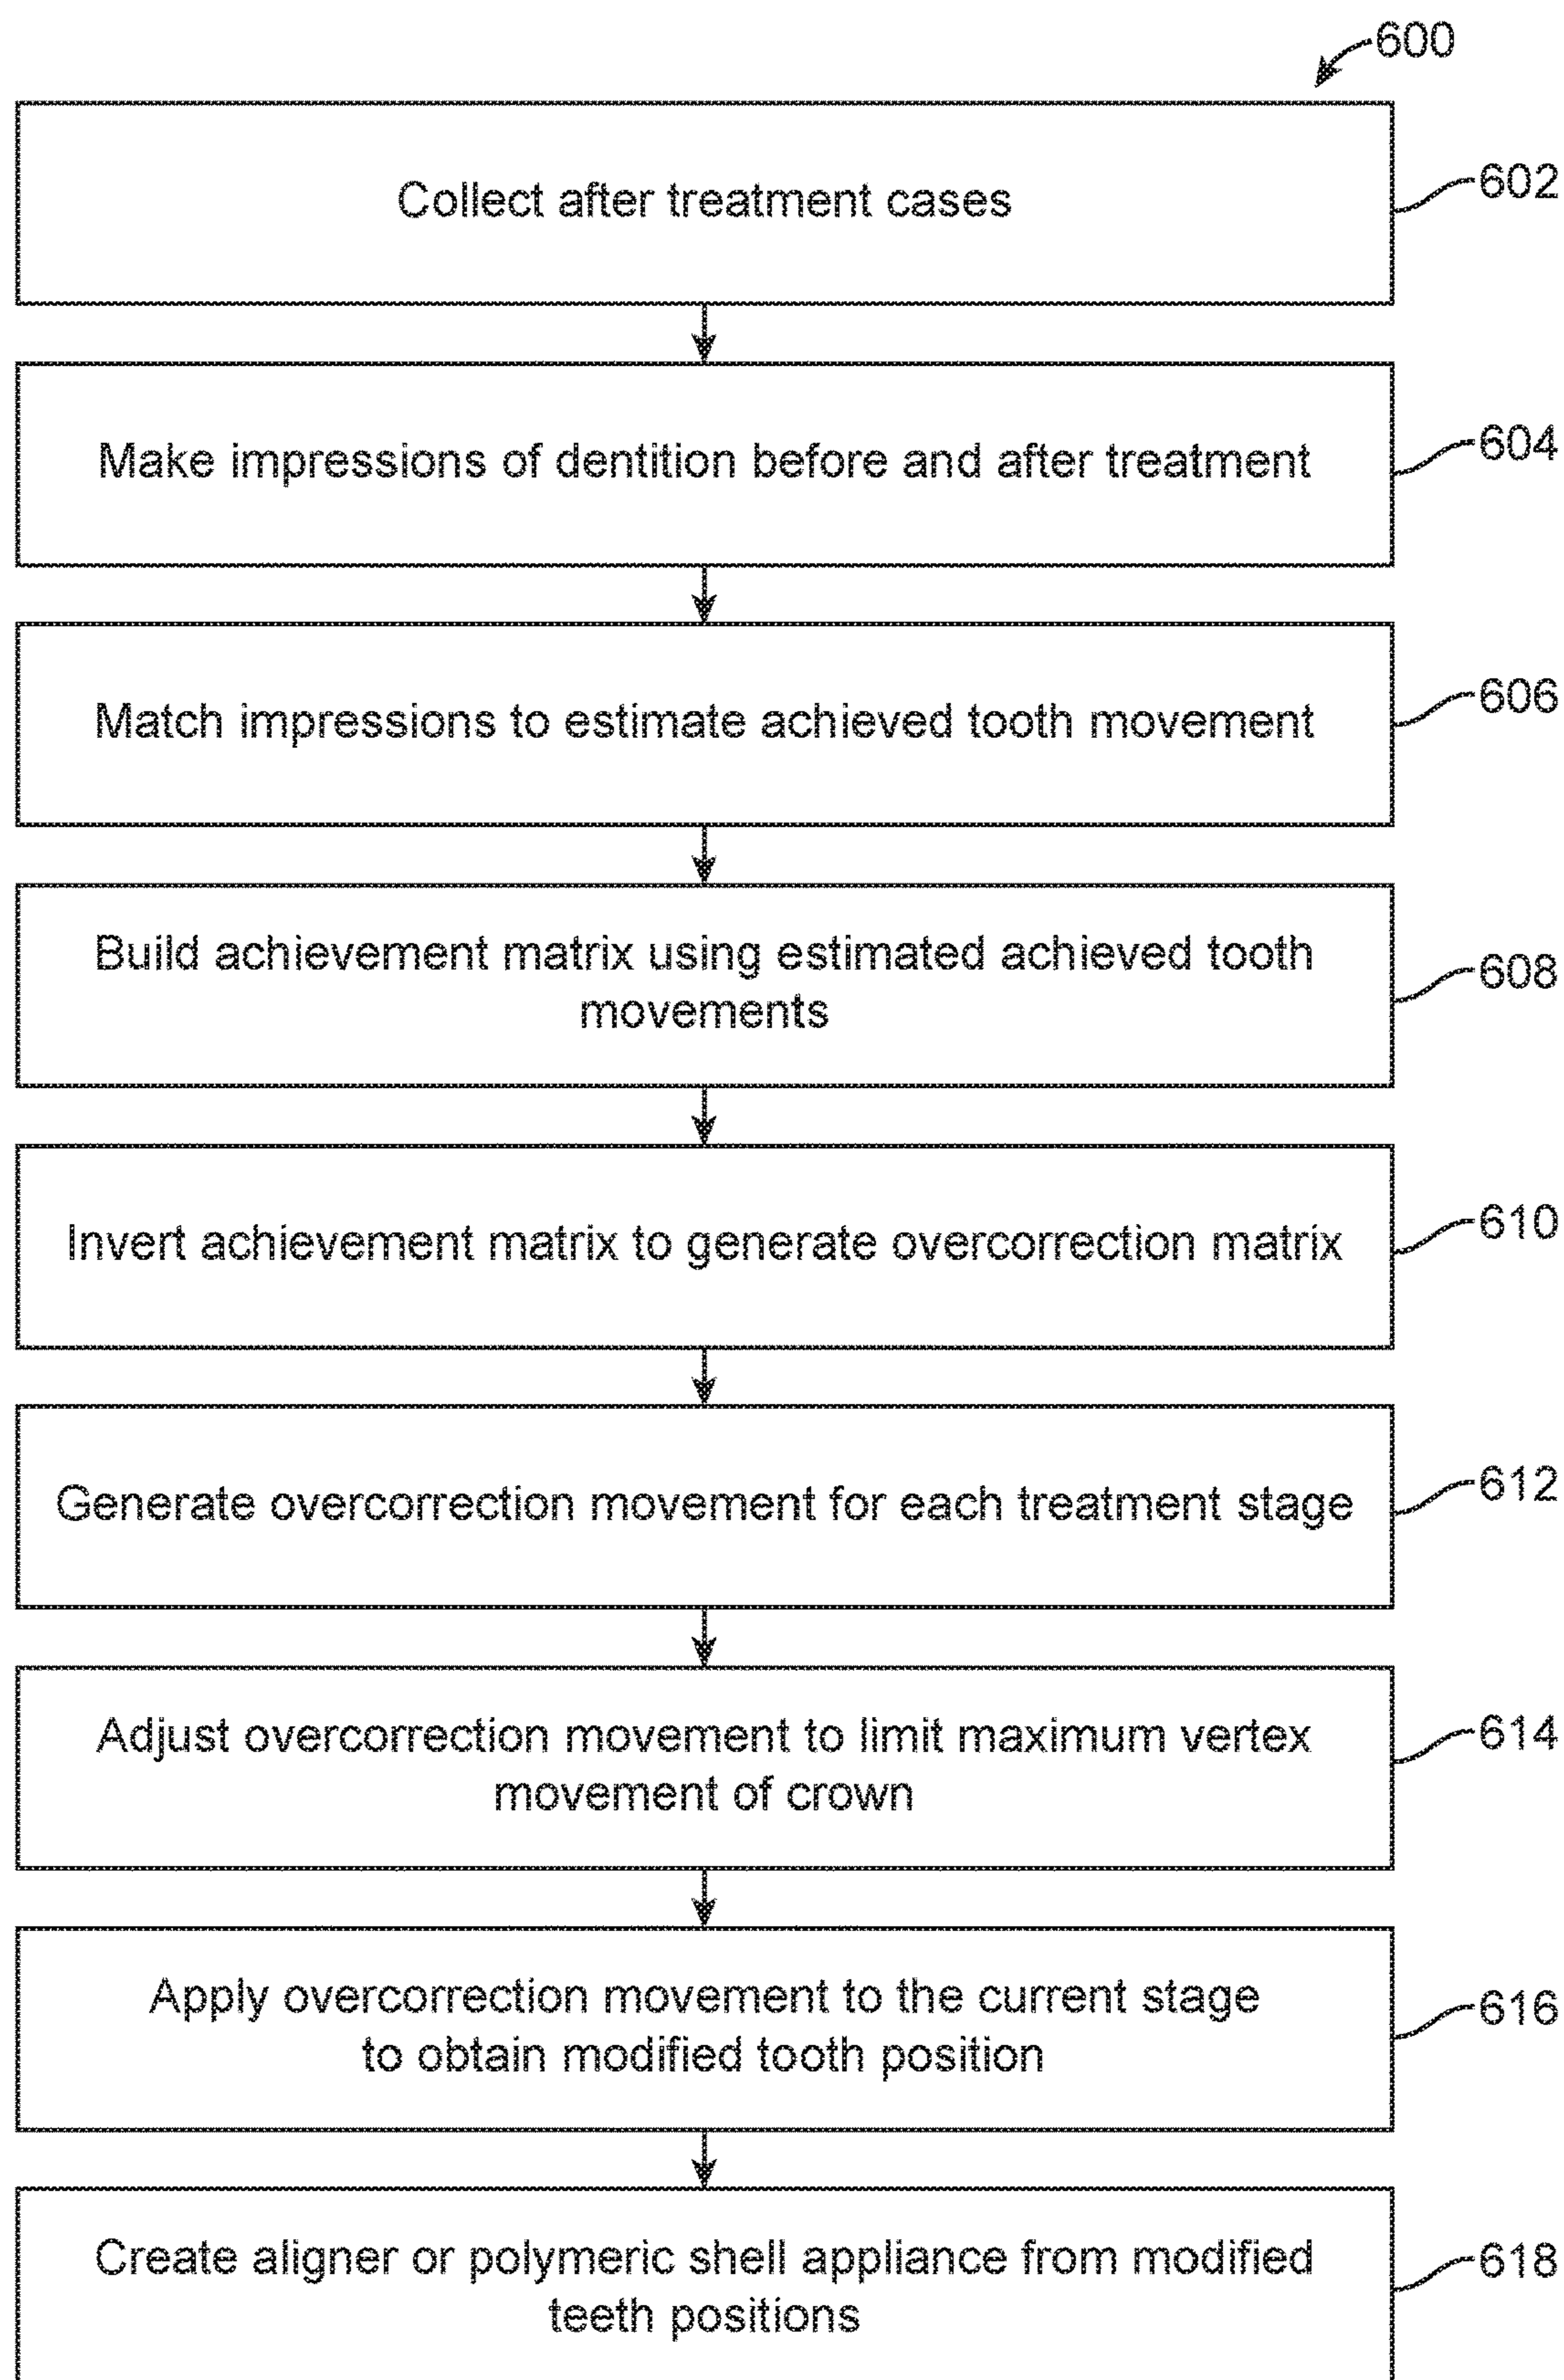 600
Collect after treatment cases
602
Make impressions of dentition before and after treatment
604
Match impressions to estimate achieved tooth movement
606
Build achievement matrix using estimated achieved tooth
movements
608
Invert achievement matrix to generate overcorrection matrix
610
Generate overcorrection movement for each treatment stage
612
Adjust overcorrection movement to limit maximum vertex
movement of crown
614
Apply overcorrection movement to the current stage
to obtain modified tooth position
616
Create aligner or polymeric shell appliance from modified
teeth positions
618